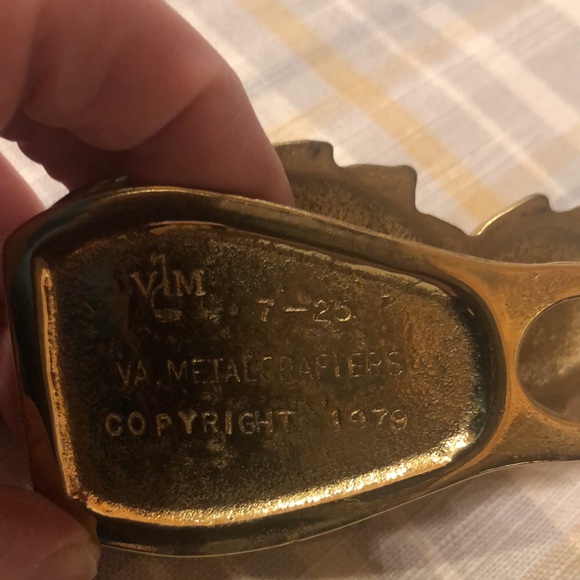 VM 7-25
VA. METALCRAFTERS
COPYRIGHT 1979